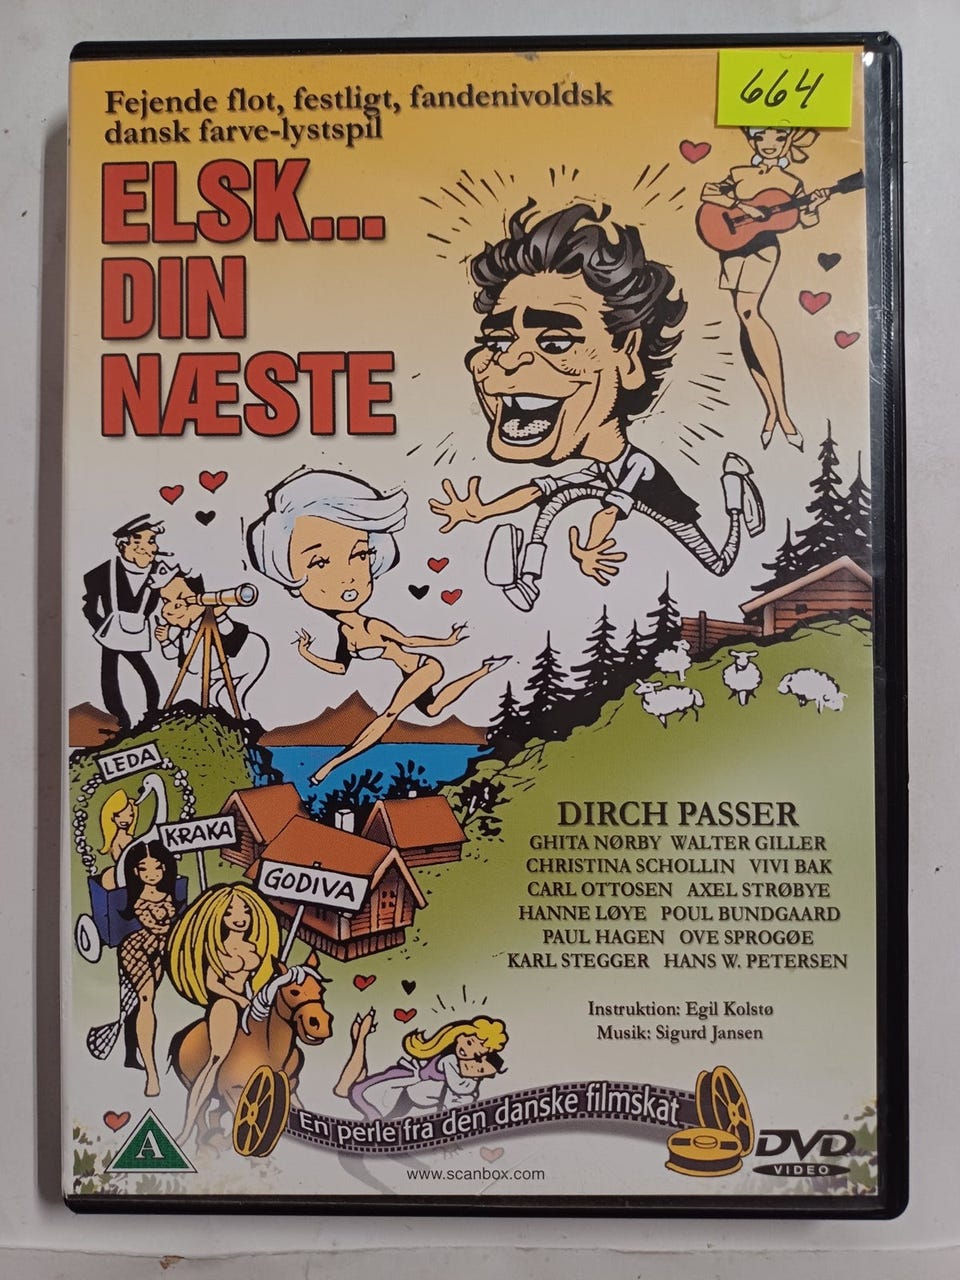 664
Fejende flot, festligt, fandenivoldsk
dansk farve-lystspil
ELSK...
DIN
NÆSTE
LEDA
KRAKA
GODIVA
DIRCH PASSER
GHITA NØRBY WALTER GILLER
CHRISTINA SCHOLLIN VIVI BAK
CARL OTTOSEN AXEL STRØBYE
HANNE LØYE POUL BUNDGAARD
PAUL HAGEN OVE SPROGØE
KARL STEGGER HANS W. PETERSEN
Instruktion: Egil Kolstø
Musik: Sigurd Jansen
En perle fra den danske filmskat
A
DVD
VIDEO
www.scanbox.com